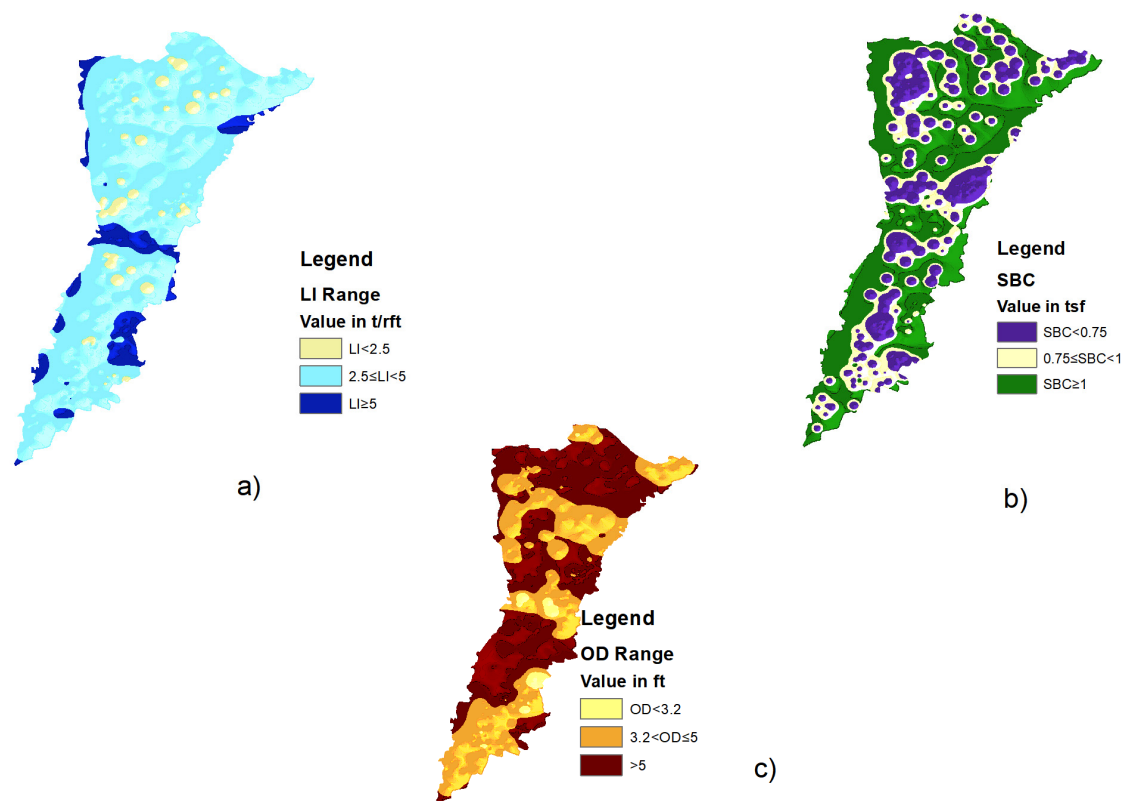 Legend
LI Range
Value in t/rft
LI<2.5
2.5≤LI<5
LI≥5
a)
Legend
SBC
Value in tsf
SBC<0.75
0.75≤SBC<1
SBC≥1
b)
Legend
OD Range
Value in ft
OD<3.2
3.2<OD≤5
>5
c)